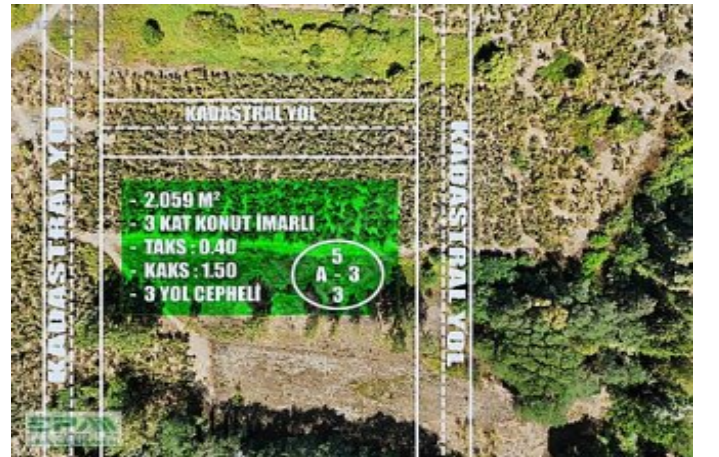 KADASTRAL YOL
KADASTRAL YOL
KADASTRAL YOL
- 2.059 M²
- 3 KAT KONUT İMARLI
- TAKS : 0.40
- KAKS : 1.50
- 3 YOL CEPHELİ
5
A - 3
3